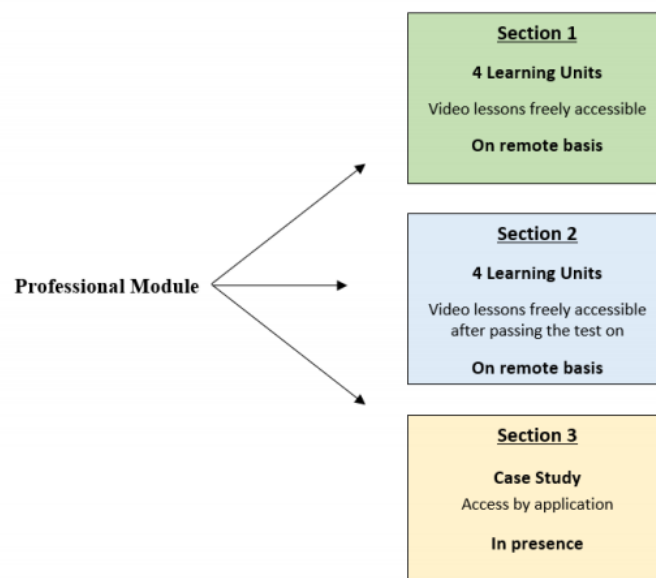 Section 1
4 Learning Units
Video lessons freely accessible
On remote basis
Professional Module
Section 2
4 Learning Units
Video lessons freely accessible
after passing the test on
On remote basis
Section 3
Case Study
Access by application
In presence